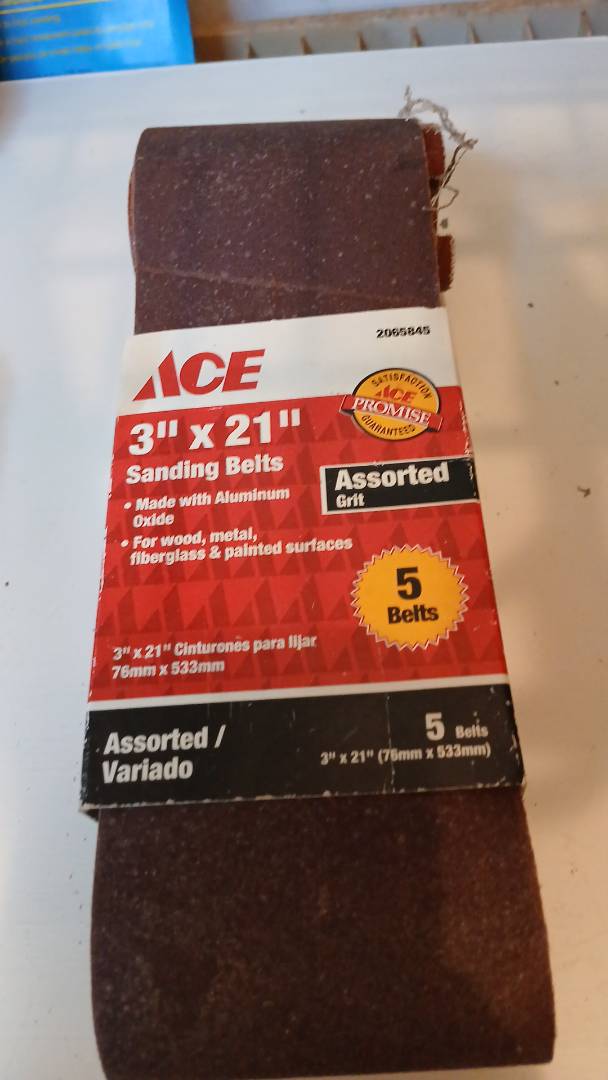 2065845
ACE
SATISFACTION
ACE
PROMISE
GUARANTEED
3" x 21"
Sanding Belts
Assorted
Grit
• Made with Aluminum
Oxide
• For wood, metal,
fiberglass & painted surfaces
5
Belts
3" x 21" Cinturones para lijar
76mm x 533mm
Assorted /
Variado
5 Belts
3" x 21" (76mm x 533mm)